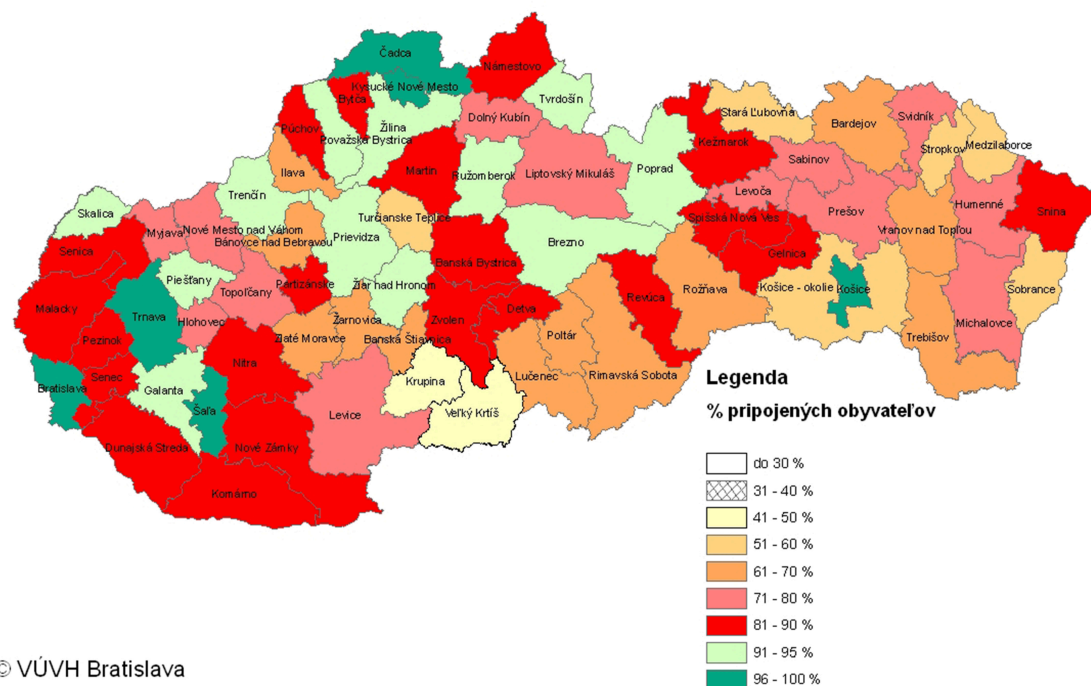 Čadca
Námestovo
Kysucké Nové Mesto
Bytča
Tvrdošín
Stará Ľubovňa
Bardejov
Svidník
Dolný Kubín
Púchov
Žilina
Považská Bystrica
Kežmarok
Stropkov
Medzilaborce
Sabinov
Martin
Ružomberok
Liptovský Mikuláš
Poprad
Ilava
Levoča
Trenčín
Humenné
Snina
Prešov
Skalica
Turčianske Teplice
Spišská Nová Ves
Myjava
Nové Mesto nad Váhom
Vranov nad Topľou
Bánovce nad Bebravou
Prievidza
Brezno
Senica
Gelnica
Banská Bystrica
Piešťany
Partizánske
Žiar nad Hronom
Košice - okolie
Košice
Rožňava
Sobrance
Topoľčany
Revúca
Malacky
Trnava
Detva
Hlohovec
Žarnovica
Zvolen
Michalovce
Poltár
Trebišov
Pezinok
Zlaté Moravce
Banská Štiavnica
Nitra
Senec
Lučenec
Rimavská Sobota
Krupina
Bratislava
Galanta
Šaľa
Levice
Veľký Krtíš
Dunajská Streda
Nové Zámky
Komárno
Legenda
% pripojených obyvateľov
do 30 %
31 - 40 %
41 - 50 %
51 - 60 %
61 - 70 %
71 - 80 %
81 - 90 %
91 - 95 %
96 - 100 %
© VÚVH Bratislava